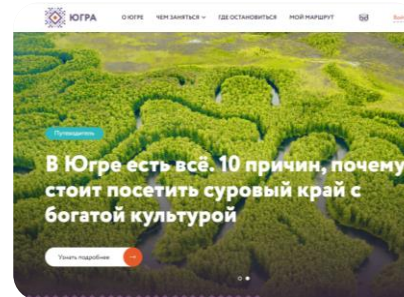 ЮГРА
О ЮГРЕ
ЧЕМ ЗАНЯТЬСЯ
ГДЕ ОСТАНОВИТЬСЯ
МОЙ МАРШРУТ
Путеводитель
В Югре есть всё. 10 причин, почему
стоит посетить суровый край с
богатой культурой
Узнать подробнее